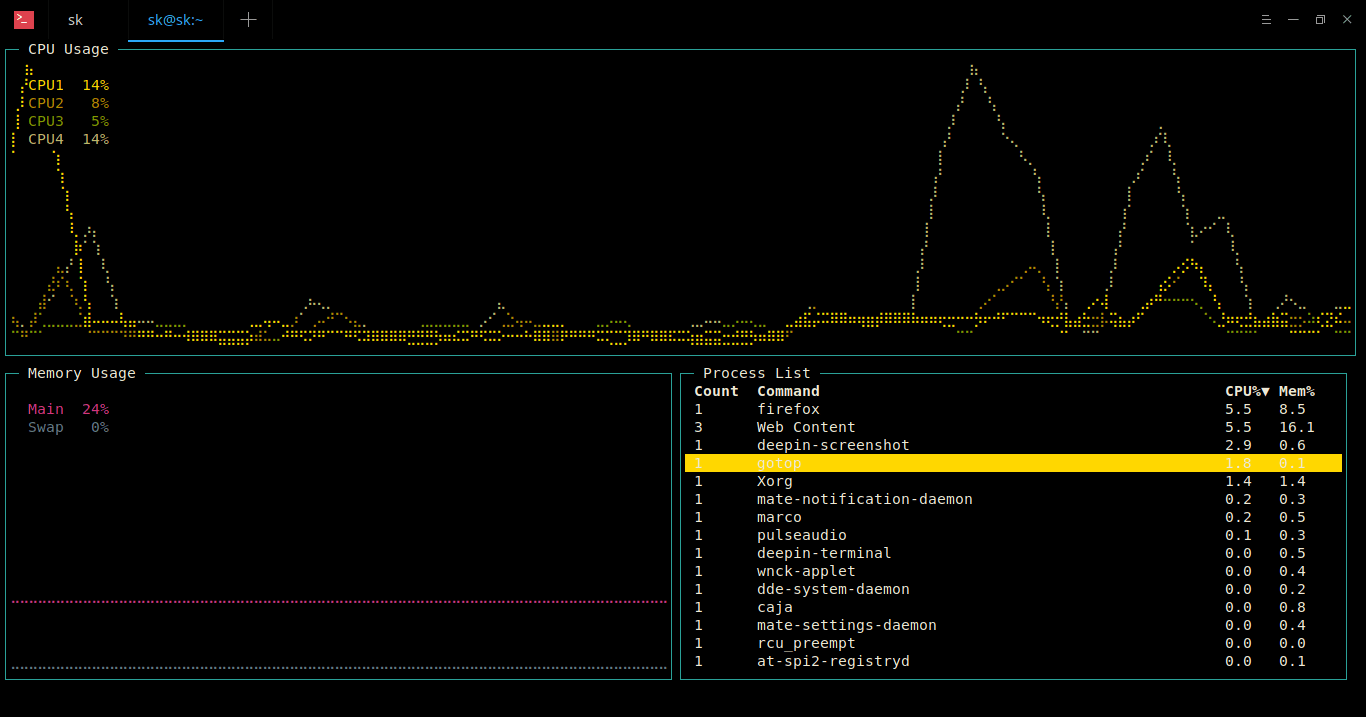 sk sk@sk:~
CPU Usage
CPU1 14%
CPU2 8%
CPU3 5%
CPU4 14%
Memory Usage
Main 24%
Swap 0%
Process List
Count Command CPU%▼ Mem%
1 firefox 5.5 8.5
3 Web Content 5.5 16.1
1 deepin-screenshot 2.9 0.6
1 gotop 1.8 0.1
1 Xorg 1.4 1.4
1 mate-notification-daemon 0.2 0.3
1 marco 0.2 0.5
1 pulseaudio 0.1 0.3
1 deepin-terminal 0.0 0.5
1 wnck-applet 0.0 0.4
1 dde-system-daemon 0.0 0.2
1 caja 0.0 0.8
1 mate-settings-daemon 0.0 0.4
1 rcu_preempt 0.0 0.0
1 at-spi2-registryd 0.0 0.1